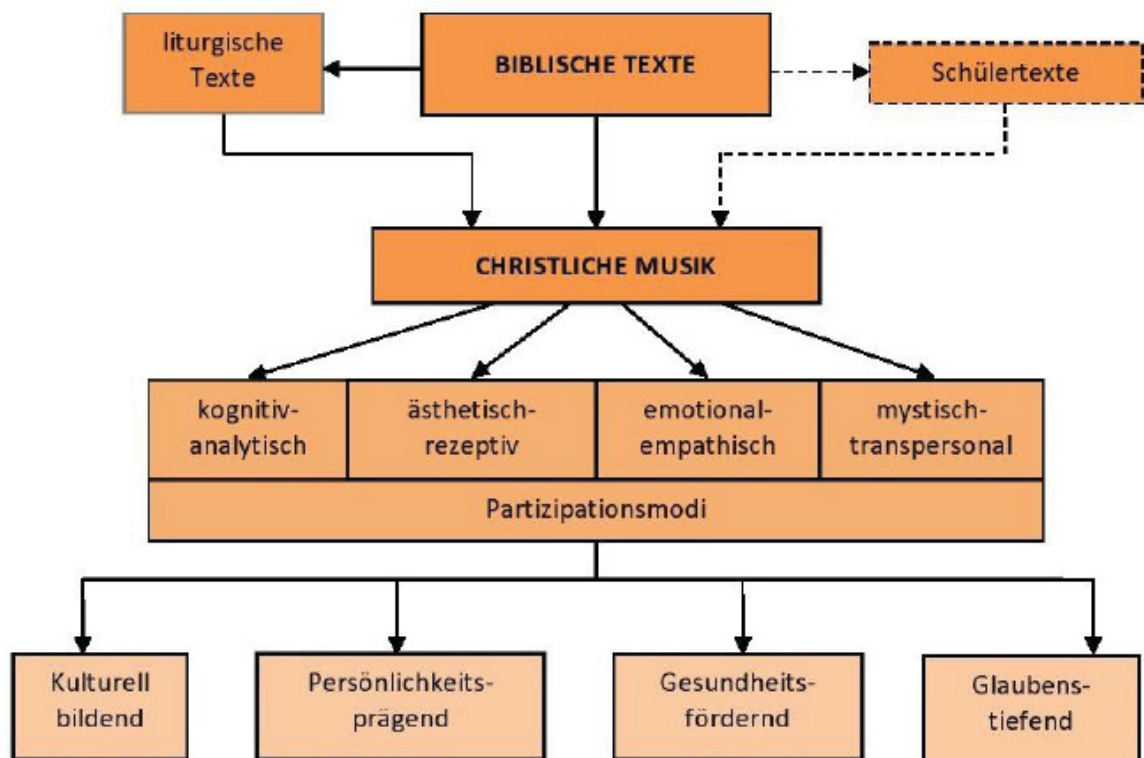 liturgische
Texte
BIBLISCHE TEXTE
Schülertexte
CHRISTLICHE MUSIK
kognitiv-
analytisch
ästhetisch-
rezeptiv
emotional-
empathisch
mystisch-
transpersonal
Partizipationsmodi
Kulturell
bildend
Persönlichkeits-
prägend
Gesundheits-
fördernd
Glaubens-
tiefend